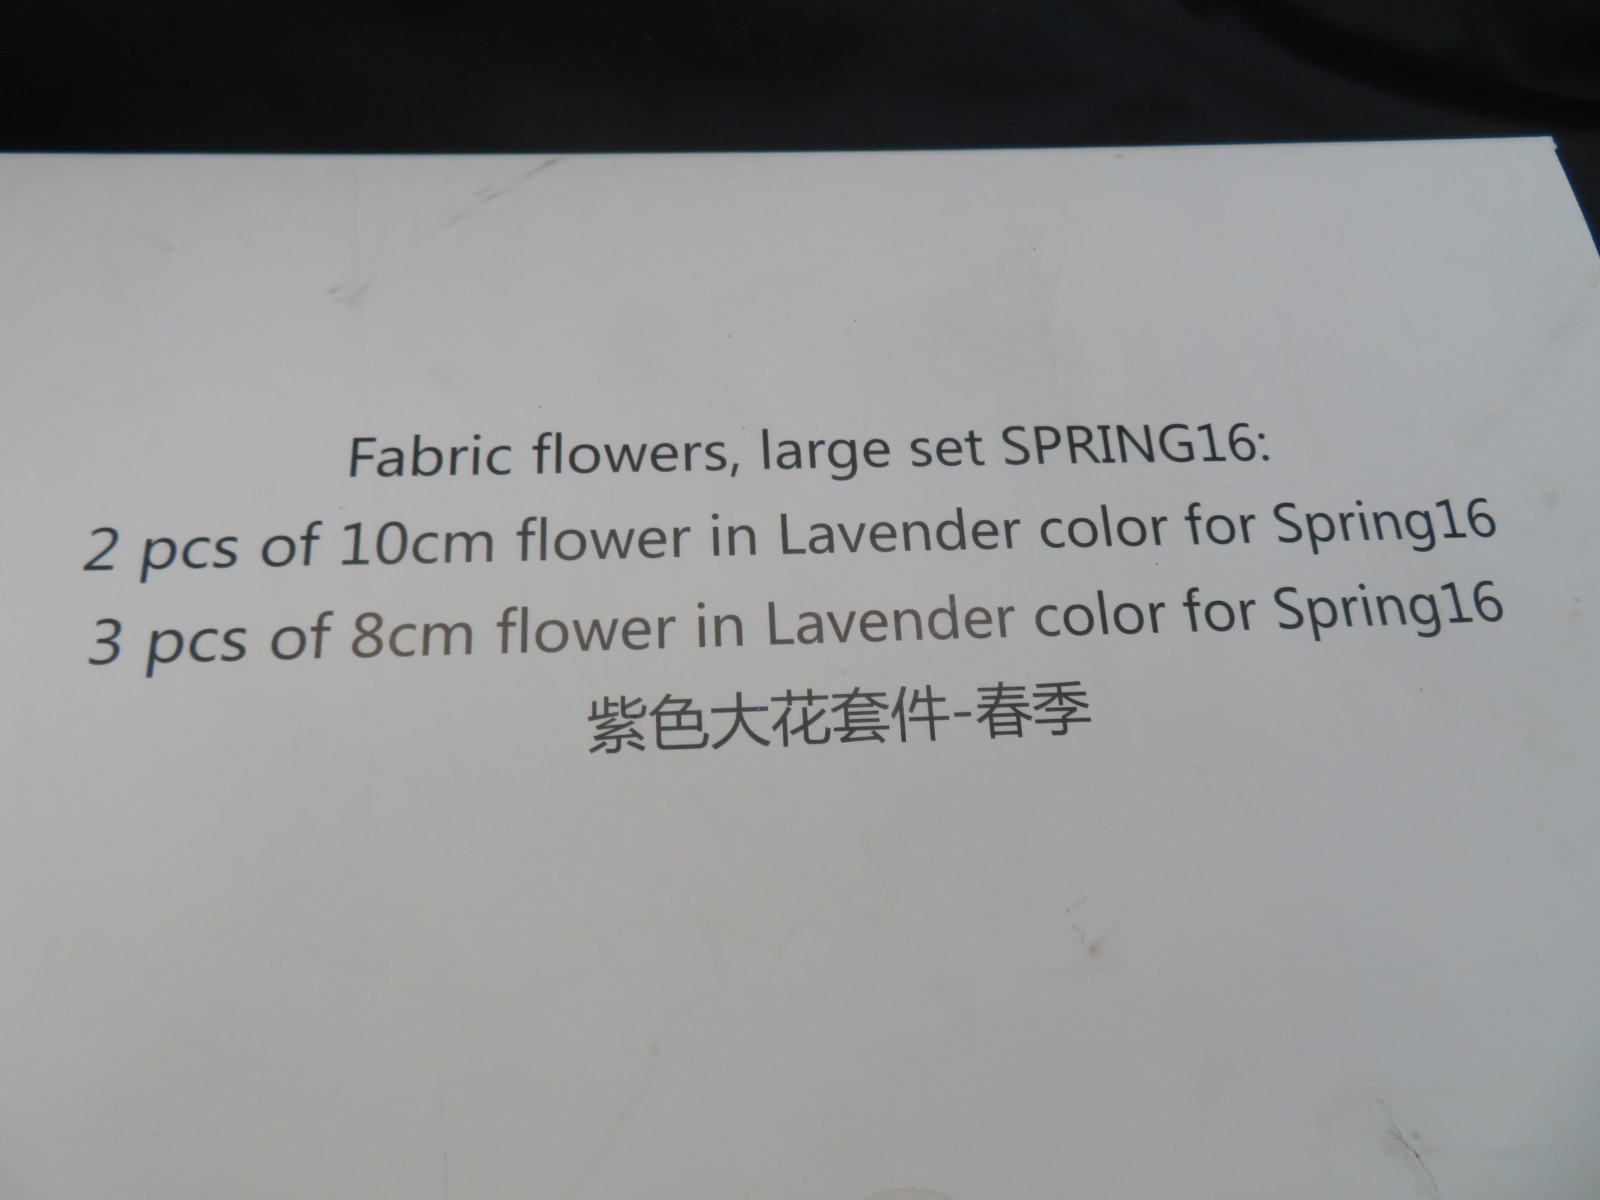 Fabric flowers, large set SPRING16:
2 pcs of 10cm flower in Lavender color for Spring16
3 pcs of 8cm flower in Lavender color for Spring16
紫色大花套件-春季